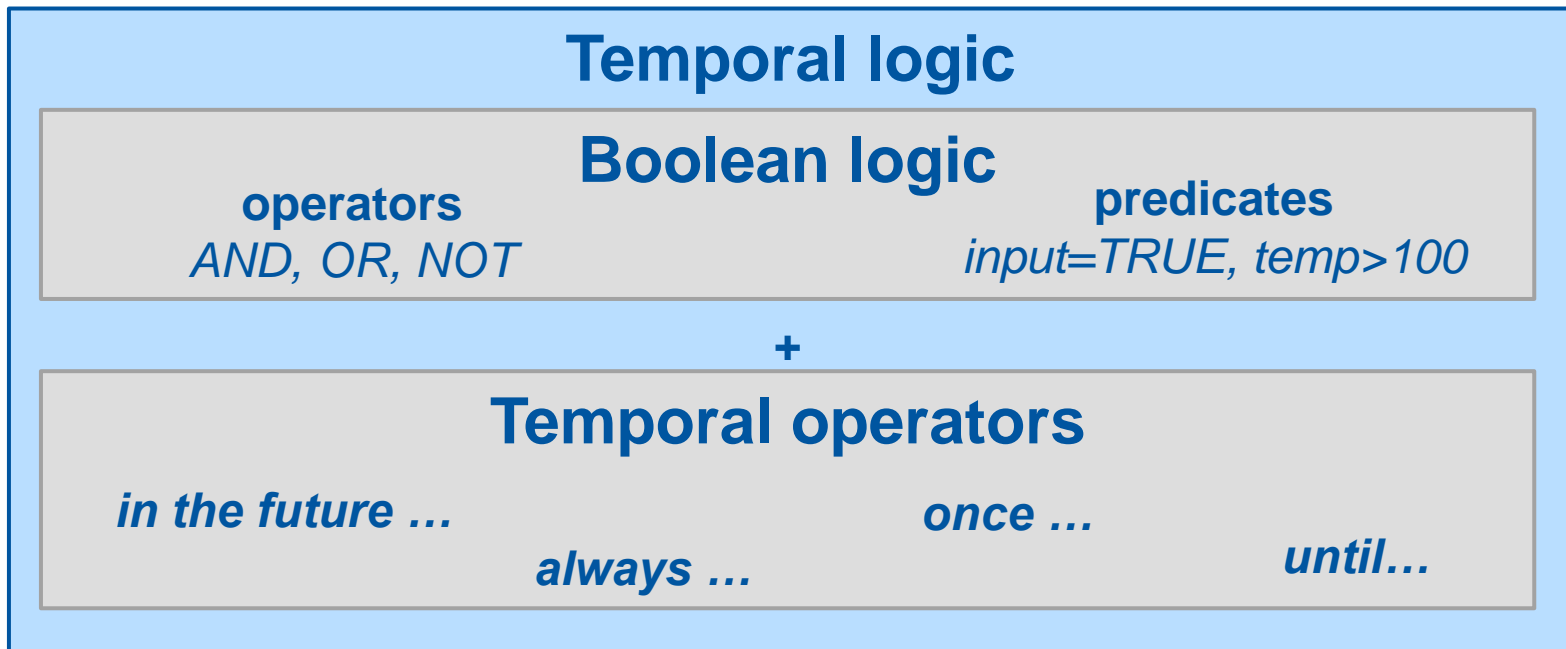 Temporal logic
Boolean logic
operators
AND, OR, NOT
predicates
input=TRUE, temp>100
+
Temporal operators
in the future …
always …
once …
until…